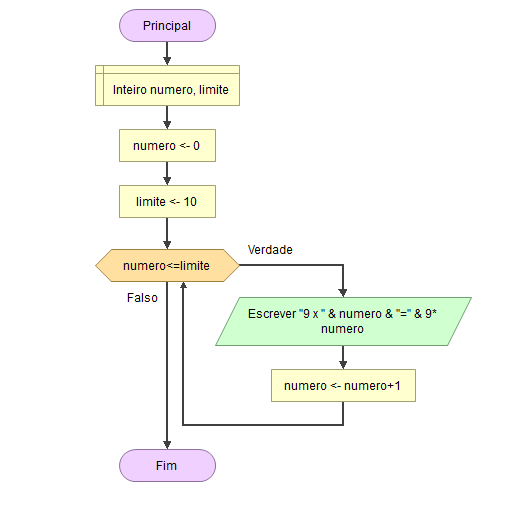 Principal
Inteiro numero, limite
numero <- 0
limite <- 10
numero<=limite
Verdade
Falso
Escrever "9 x " & numero & "=" & 9*
numero
numero <- numero+1
Fim